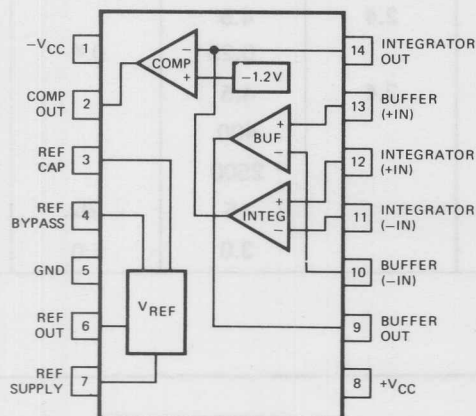 −VCC
1
COMP
OUT
2
REF
CAP
3
REF
BYPASS
4
GND
5
REF
OUT
6
REF
SUPPLY
7
COMP
−
+
−1.2V
BUF
+
−
INTEG
+
−
VREF
14
INTEGRATOR
OUT
13
BUFFER
(+IN)
12
INTEGRATOR
(+IN)
11
INTEGRATOR
(−IN)
10
BUFFER
(−IN)
9
BUFFER
OUT
8
+VCC